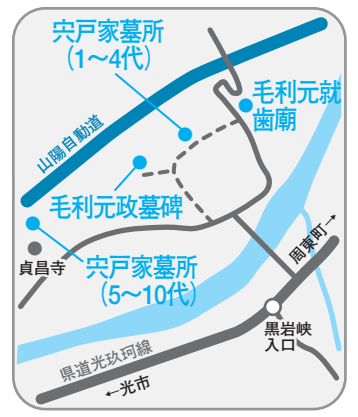 宍戸家墓所
(1〜4代)
毛利元就
歯廟
山陽自動道
毛利元政墓碑
宍戸家墓所
(5〜10代)
貞昌寺
周東町→
黒岩峡
入口
県道光玖珂線
←光市